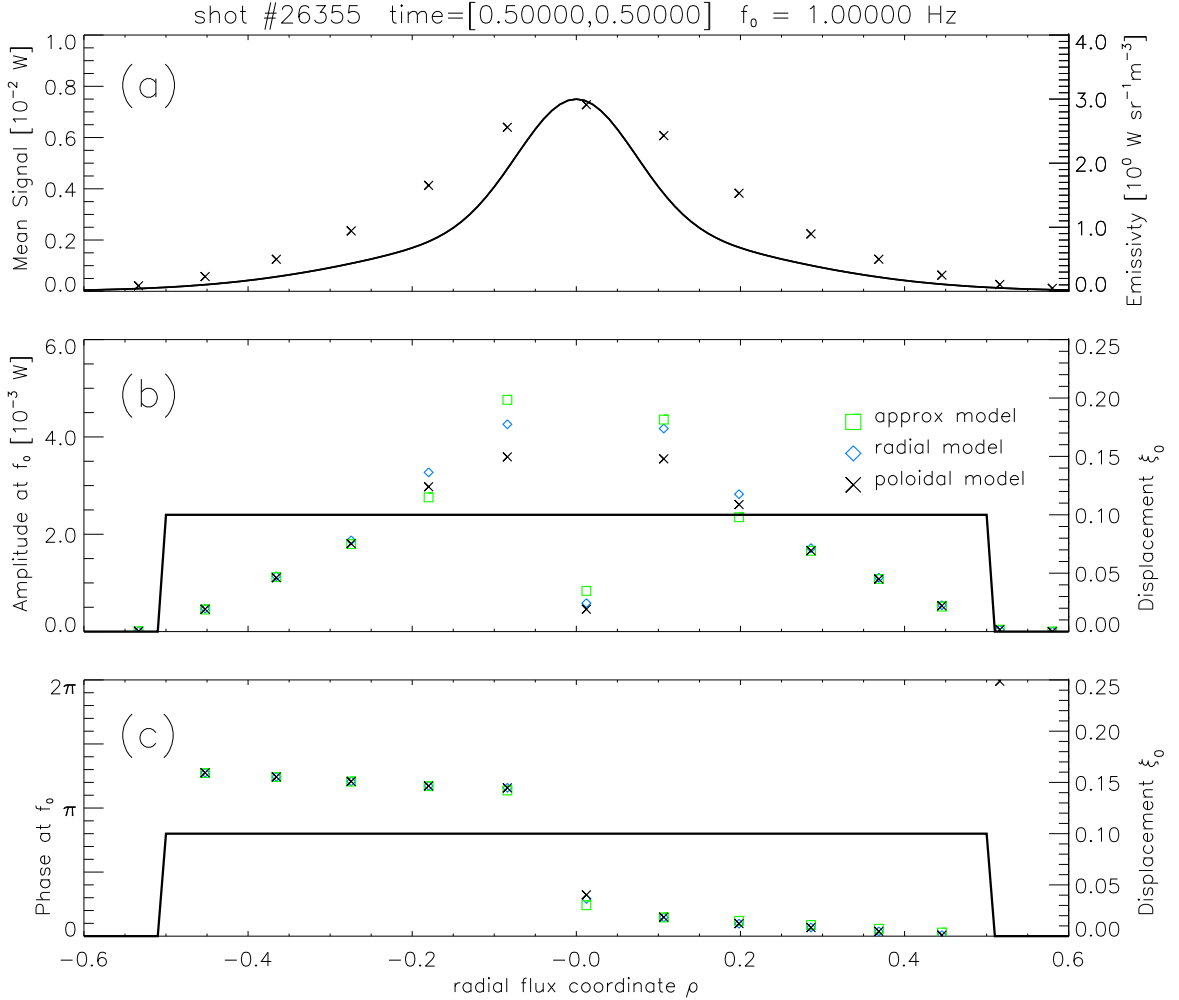 shot #26355 time=[0.50000,0.50000] f₀ = 1.00000 Hz
(a)
Mean Signal [10⁻² W]
1.0
0.8
0.6
0.4
0.2
0.0
4.0
3.0
2.0
1.0
0.0
Emissivty [10⁰ W sr⁻¹m⁻³]
(b)
Amplitude at f₀ [10⁻³ W]
6.0
4.0
2.0
0.0
approx model
radial model
poloidal model
0.25
0.20
0.15
0.10
0.05
0.00
Displacement ξ₀
(c)
Phase at f₀
2π
π
0
0.25
0.20
0.15
0.10
0.05
0.00
Displacement ξ₀
−0.6 −0.4 −0.2 −0.0 0.2 0.4 0.6
radial flux coordinate ρ